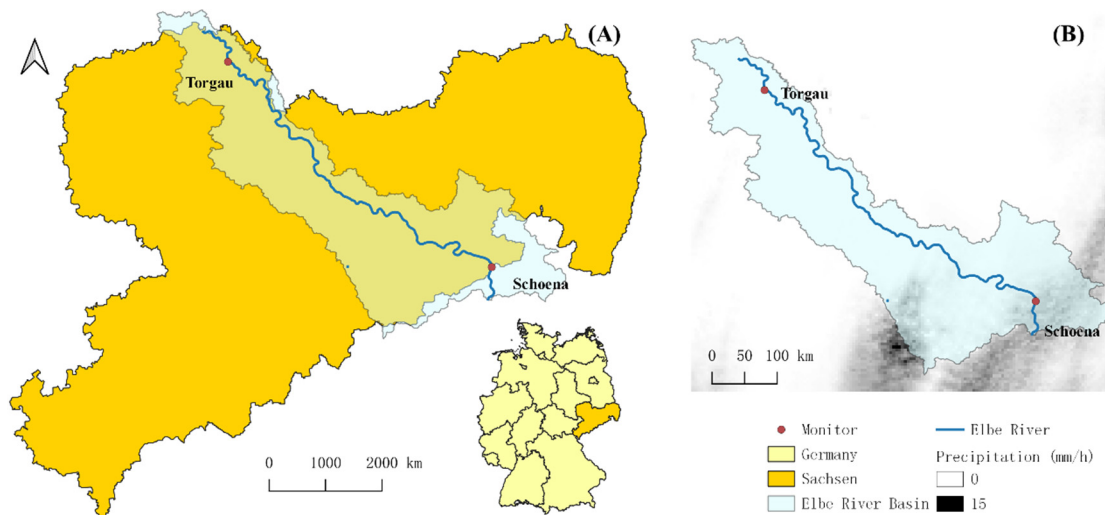 (A)
Torgau
Schoena
0 1000 2000 km
(B)
Torgau
Schoena
0 50 100 km
Monitor
Germany
Sachsen
Elbe River Basin
Elbe River
Precipitation (mm/h)
0
15